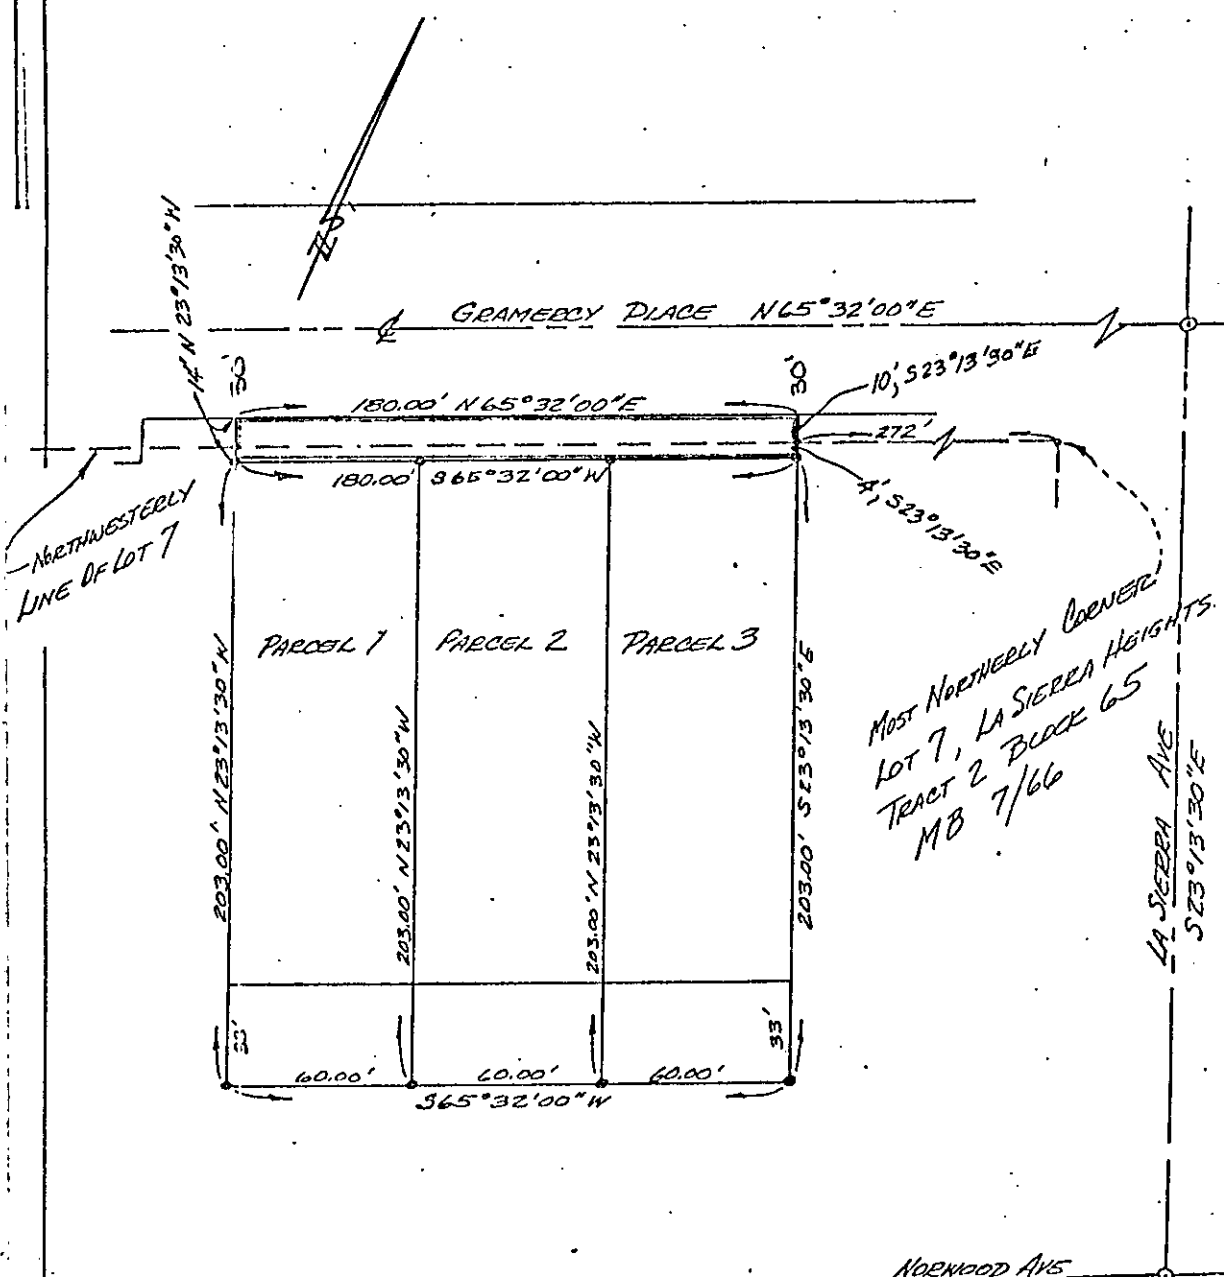 N
℄ GRAMERCY PLACE N65°32'00"E
14' N 23°13'30" W
30'
30'
10', S23°13'30"E
180.00' N65°32'00"E
272'
180.00' S65°32'00" W
4', S23°13'30"E
NORTHWESTERLY
LINE OF LOT 7
PARCEL 1
PARCEL 2
PARCEL 3
203.00' N23°13'30" W
203.00' N 23°13'30"W
203.00' N 23°13'30"W
203.00' S23°13'30"E
MOST NORTHERLY CORNER
LOT 7, LA SIERRA HEIGHTS.
TRACT 2 BLOCK 65
MB 7/66
LA SIERRA AVE
S23°13'30"E
33'
33'
60.00'
60.00'
60.00'
S65°32'00" W
NORWOOD AVE